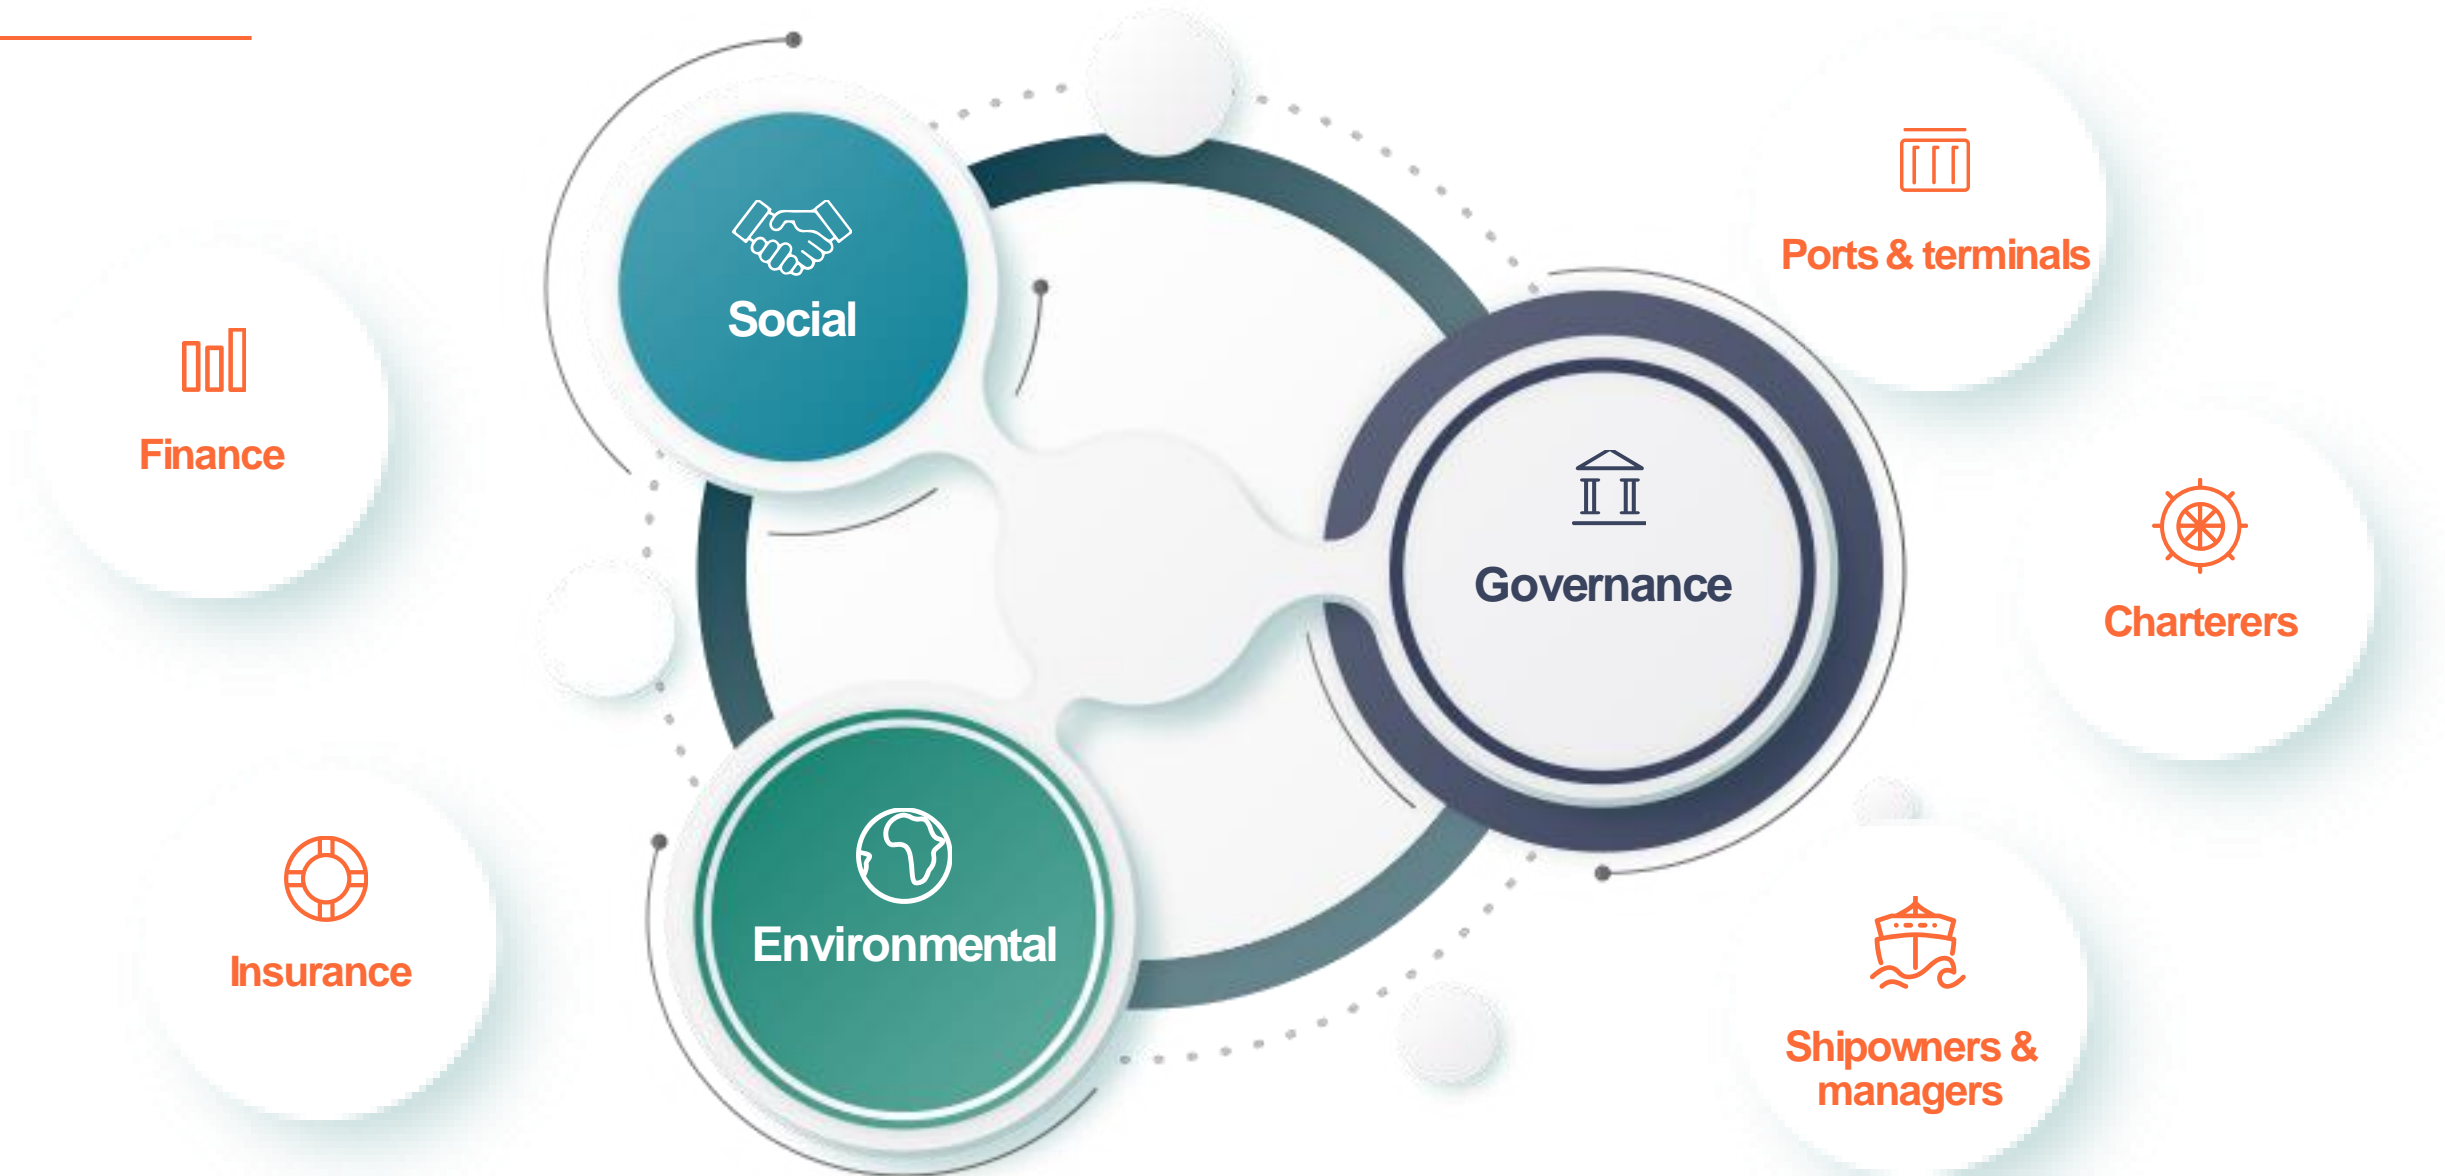 Ports & terminals
Social
Finance
Governance
Charterers
Environmental
Insurance
Shipowners &
managers